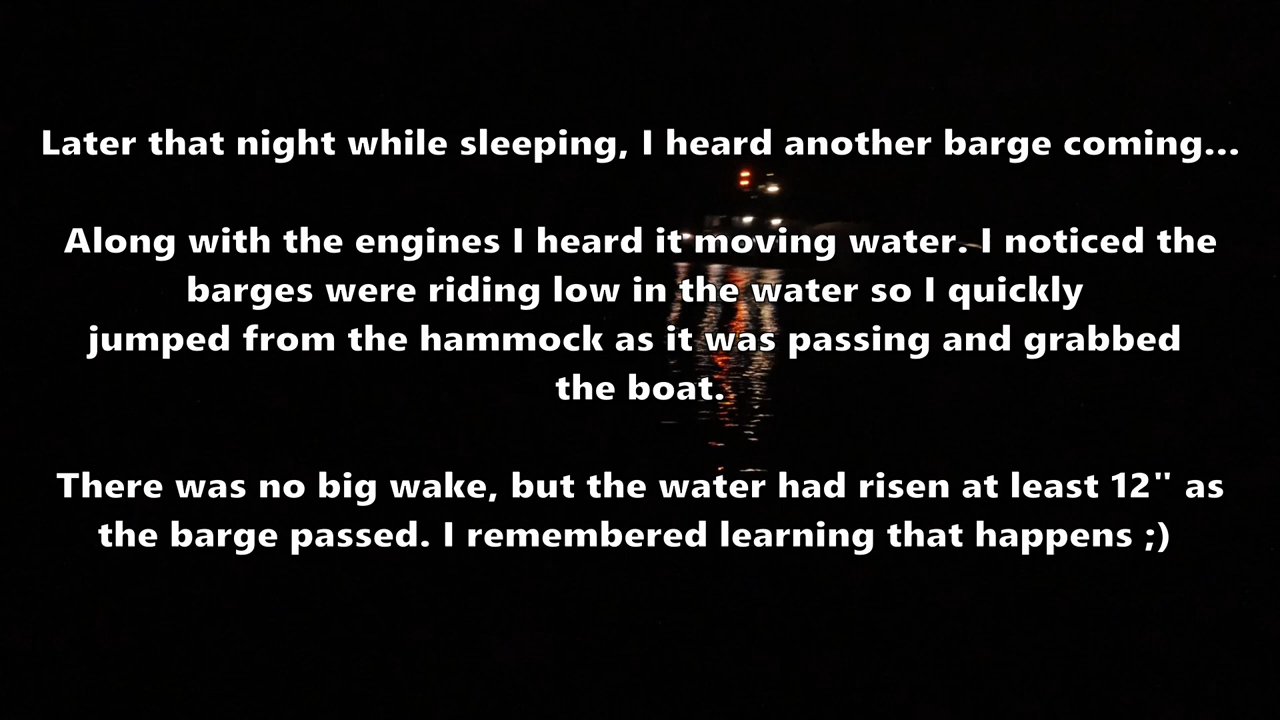 Later that night while sleeping, I heard another barge coming...
Along with the engines I heard it moving water. I noticed the
barges were riding low in the water so I quickly
jumped from the hammock as it was passing and grabbed
the boat.
There was no big wake, but the water had risen at least 12" as
the barge passed. I remembered learning that happens ;)